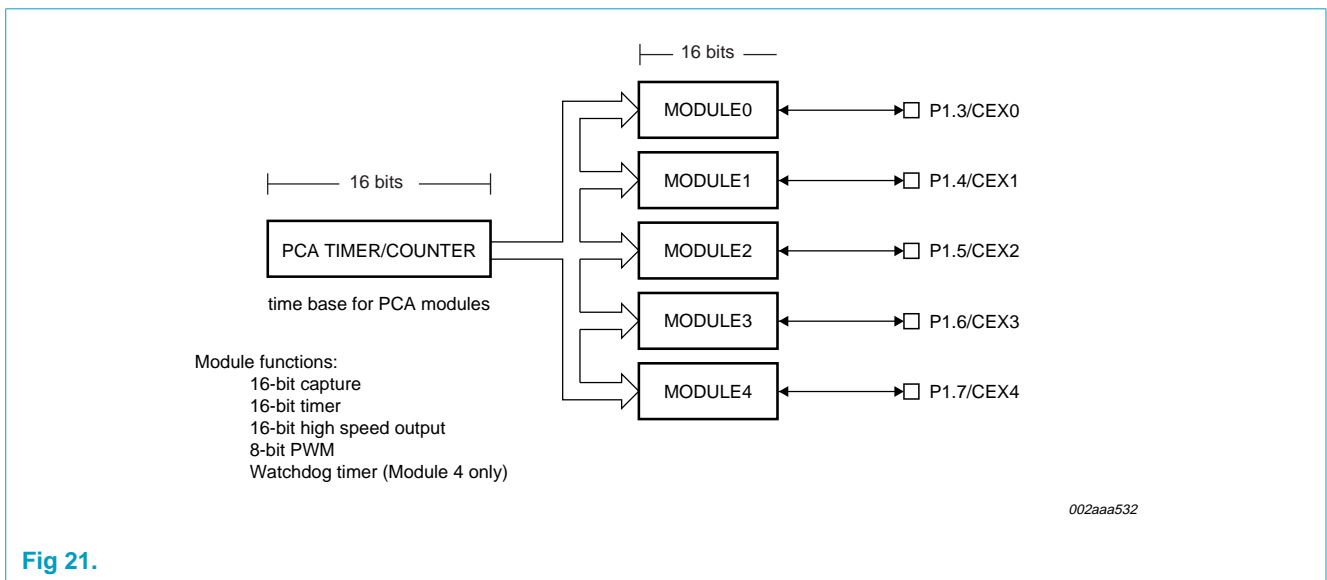 16 bits
MODULE0
P1.3/CEX0
MODULE1
P1.4/CEX1
16 bits
PCA TIMER/COUNTER
MODULE2
P1.5/CEX2
time base for PCA modules
MODULE3
P1.6/CEX3
Module functions:
16-bit capture
16-bit timer
16-bit high speed output
8-bit PWM
Watchdog timer (Module 4 only)
MODULE4
P1.7/CEX4
002aaa532
Fig 21.